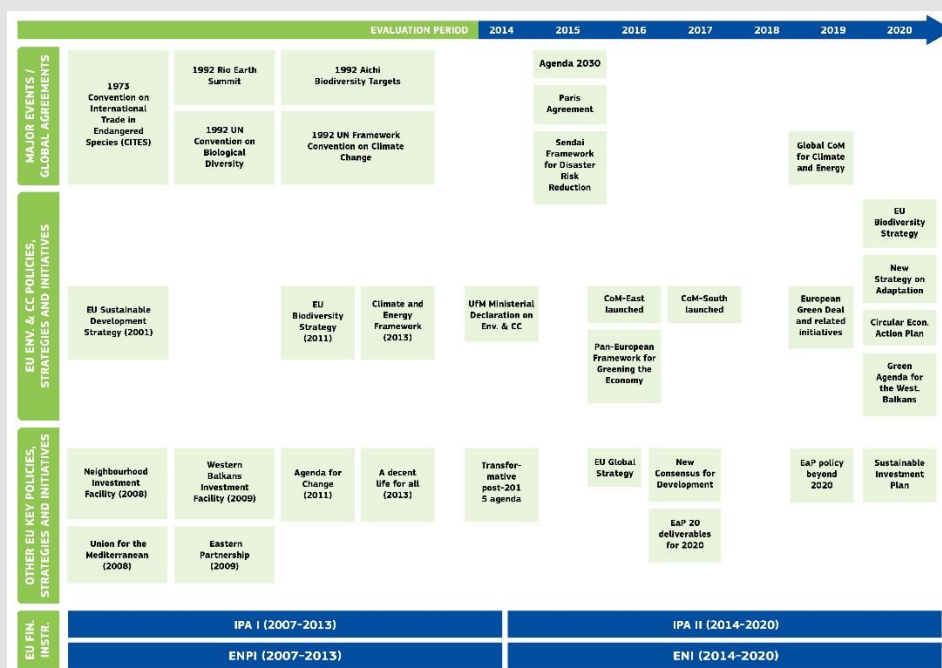 EVALUATION PERIOD 2014 2015 2016 2017 2018 2019 2020
MAJOR EVENTS /
GLOBAL AGREEMENTS
1973
Convention on
International
Trade in
Endangered
Species (CITES)
1992 Rio Earth
Summit
1992 Aichi
Biodiversity Targets
1992 UN
Convention on
Biological
Diversity
1992 UN Framework
Convention on Climate
Change
Agenda 2030
Paris
Agreement
Sendai
Framework
for Disaster
Risk
Reduction
Global CoM
for Climate
and Energy
EU ENV. & CC POLICIES,
STRATEGIES AND INITIATIVES
EU Sustainable
Development
Strategy (2001)
EU
Biodiversity
Strategy
(2011)
Climate and
Energy
Framework
(2013)
UfM Ministerial
Declaration on
Env. & CC
CoM-East
launched
Pan-European
Framework for
Greening the
Economy
CoM-South
launched
European
Green Deal
and related
initiatives
EU
Biodiversity
Strategy
New
Strategy on
Adaptation
Circular Econ.
Action Plan
Green
Agenda for
the West.
Balkans
OTHER EU KEY POLICIES,
STRATEGIES AND INITIATIVES
Neighbourhood
Investment
Facility (2008)
Western
Balkans
Investment
Facility (2009)
Agenda for
Change
(2011)
A decent
life for all
(2013)
Transfor-
mative
post-201
5 agenda
EU Global
Strategy
New
Consensus for
Development
EaP policy
beyond
2020
Sustainable
Investment
Plan
Union for the
Mediterranean
(2008)
Eastern
Partnership
(2009)
EaP 20
deliverables
for 2020
EU FIN.
INSTR.
IPA I (2007-2013)
IPA II (2014-2020)
ENPI (2007-2013)
ENI (2014-2020)